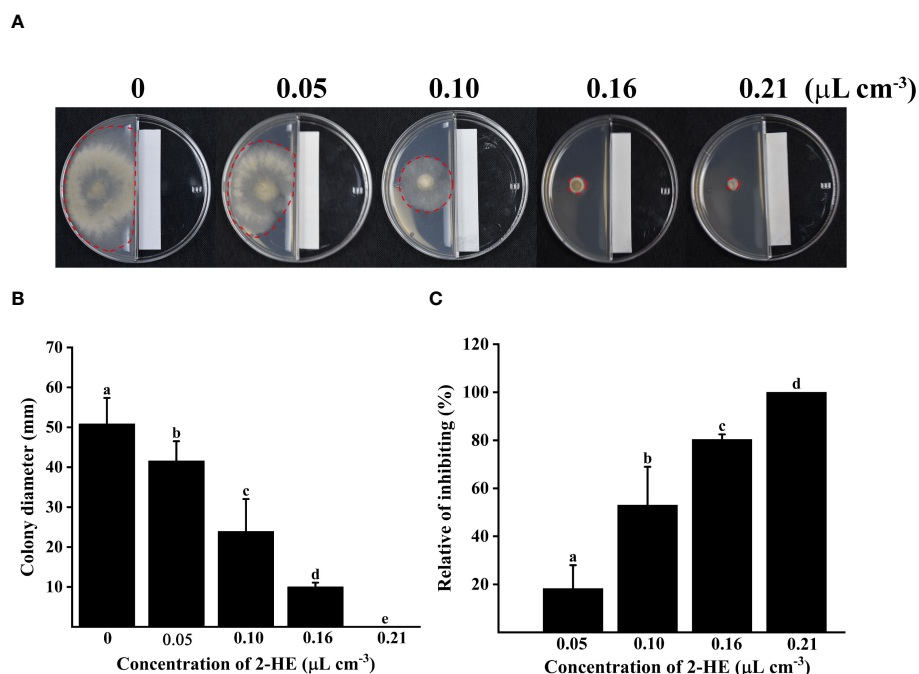 A
0 0.05 0.10 0.16 0.21 (μL cm-3)
B
70
60
50
40
30
20
10
Colony diameter (mm)
a
b
c
d
e
0 0.05 0.10 0.16 0.21
Concentration of 2-HE (μL cm-3)
C
120
100
80
60
40
20
Relative of inhibiting (%)
a
b
c
d
0.05 0.10 0.16 0.21
Concentration of 2-HE (μL cm-3)